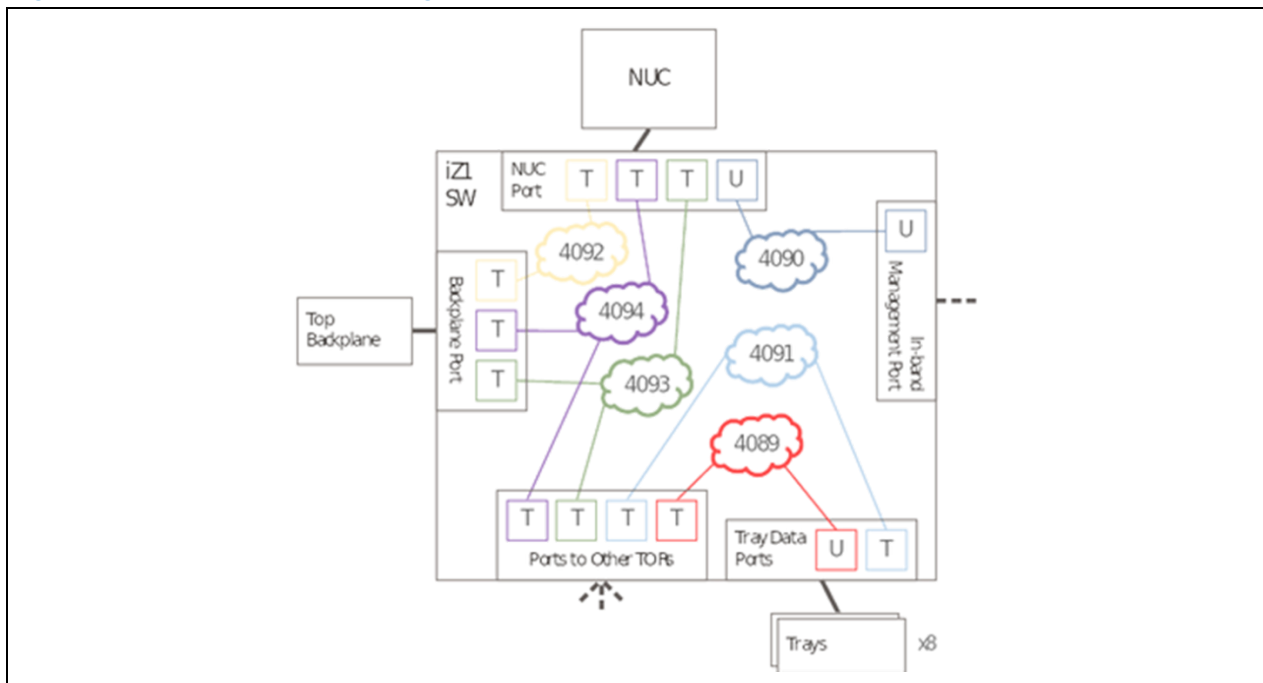 NUC
iZ1
SW
NUC
Port
T
T
T
U
4092
4090
U
Management Port
In-band
Backplane Port
T
T
T
Top
Backplane
4094
4091
4093
4089
T
T
T
T
Ports to Other TORs
Tray Data
Ports
U
T
Trays
x8